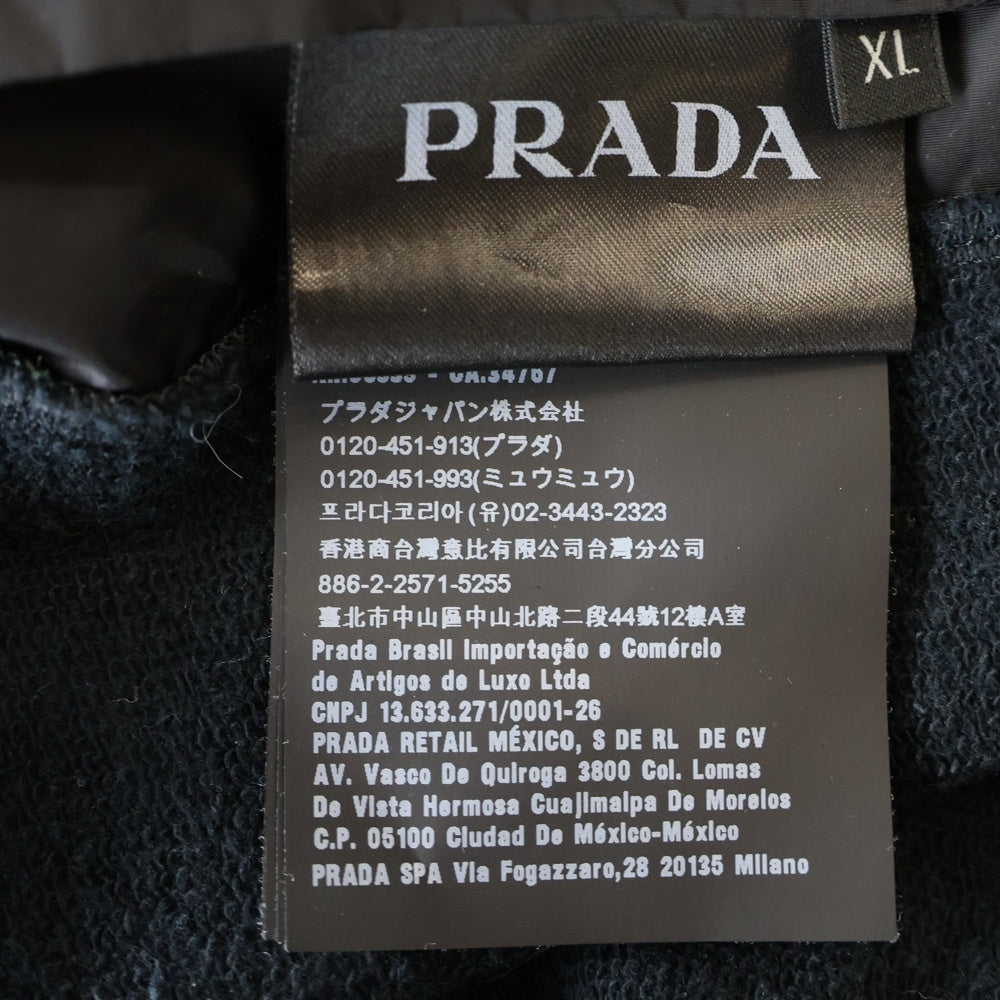 PRADA
XL
CA.34767
プラダジャパン株式会社
0120-451-913(プラダ)
0120-451-993(ミュウミュウ)
프라다코리아(유)02-3443-2323
香港商台灣意比有限公司台灣分公司
886-2-2571-5255
臺北市中山區中山北路二段44號12樓A室
Prada Brasil Importação e Comércio
de Artigos de Luxo Ltda
CNPJ 13.633.271/0001-26
PRADA RETAIL MÉXICO, S DE RL DE CV
AV. Vasco De Quiroga 3800 Col. Lomas
De Vista Hermosa Cuajimalpa De Morelos
C.P. 05100 Ciudad De México-México
PRADA SPA Via Fogazzaro,28 20135 Milano